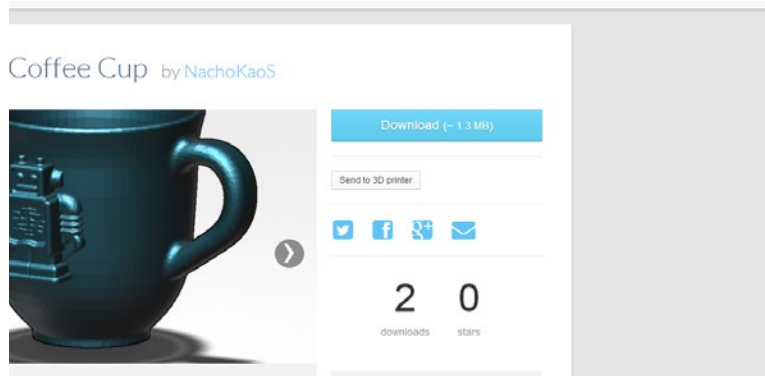 Coffee Cup by NachoKaoS
Download (~ 1.3 MB)
Send to 3D printer
2 0
downloads stars